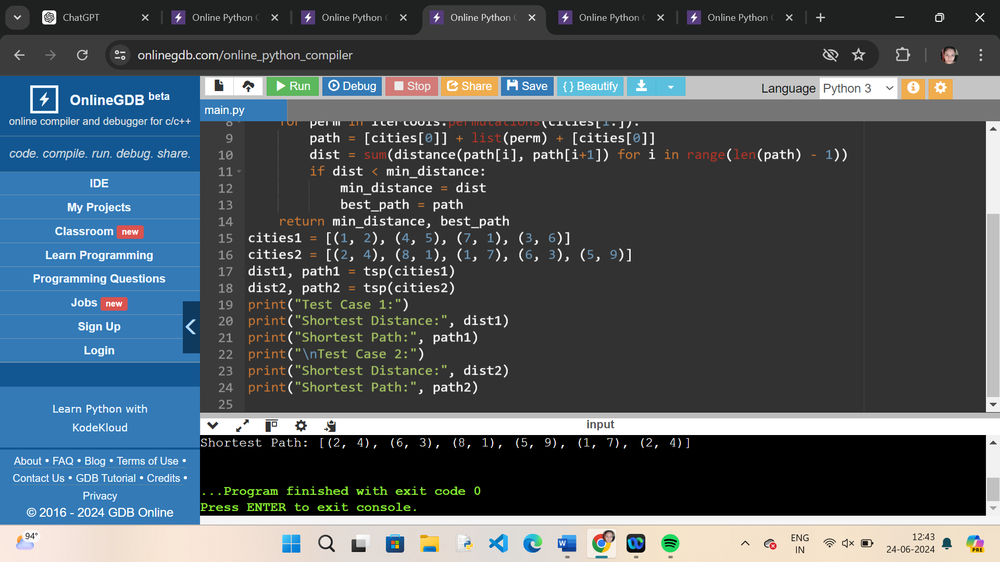 ChatGPT
Online Python C
Online Python C
Online Python C
Online Python C
Online Python C
onlinegdb.com/online_python_compiler
OnlineGDB beta
online compiler and debugger for c/c++
code. compile. run. debug. share.
IDE
My Projects
Classroom new
Learn Programming
Programming Questions
Jobs new
Sign Up
Login
Learn Python with
KodeKloud
About • FAQ • Blog • Terms of Use •
Contact Us • GDB Tutorial • Credits •
Privacy
© 2016 - 2024 GDB Online
Run Debug Stop Share Save {} Beautify
Language Python 3
main.py
8 for perm in itertools.permutations(cities[1:]):
9 path = [cities[0]] + list(perm) + [cities[0]]
10 dist = sum(distance(path[i], path[i+1]) for i in range(len(path) - 1))
11 if dist < min_distance:
12 min_distance = dist
13 best_path = path
14 return min_distance, best_path
15 cities1 = [(1, 2), (4, 5), (7, 1), (3, 6)]
16 cities2 = [(2, 4), (8, 1), (1, 7), (6, 3), (5, 9)]
17 dist1, path1 = tsp(cities1)
18 dist2, path2 = tsp(cities2)
19 print("Test Case 1:")
20 print("Shortest Distance:", dist1)
21 print("Shortest Path:", path1)
22 print("\nTest Case 2:")
23 print("Shortest Distance:", dist2)
24 print("Shortest Path:", path2)
25
input
Shortest Path: [(2, 4), (6, 3), (8, 1), (5, 9), (1, 7), (2, 4)]
...Program finished with exit code 0
Press ENTER to exit console.
94°
ENG
IN
12:43
24-06-2024
PRE